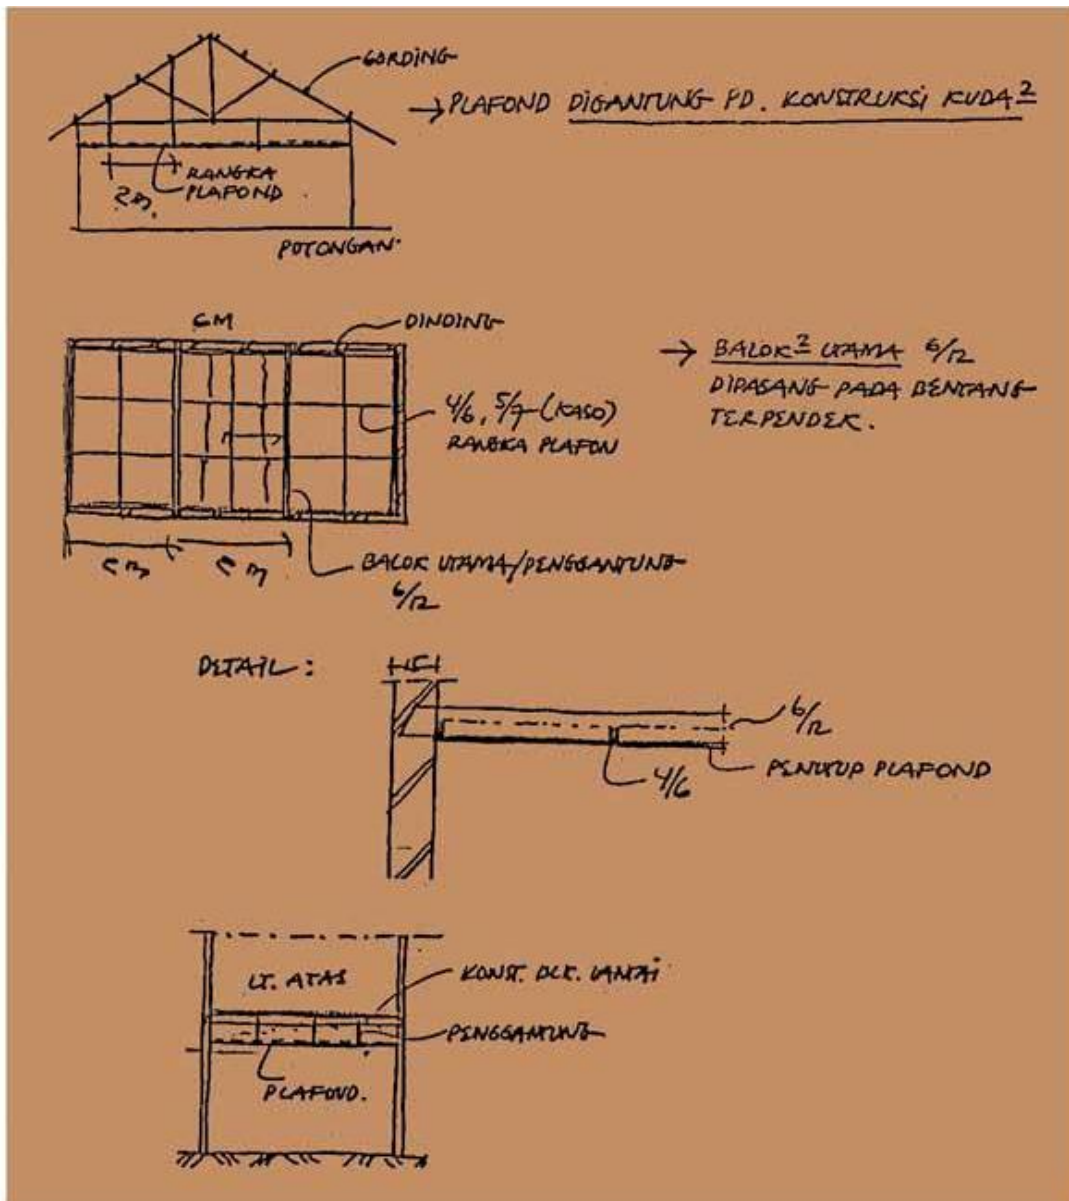 GORDING
→ PLAFOND DIGANTUNG PD. KONSTRUKSI KUDA²
RANGKA
PLAFOND
2 m.
POTONGAN.
DINDING
→ BALOK² UTAMA 6/12
DIPASANG PADA BENTANG
TERPENDEK.
4/6, 5/7 (KASO)
RANGKA PLAFON
BALOK UTAMA/PENGGANTUNG
6/12
DETAIL :
6/12
PENUTUP PLAFOND
4/6
LT. ATAS
KONST. BLK. LANTAI
PENGGANTUNG
PLAFOND.